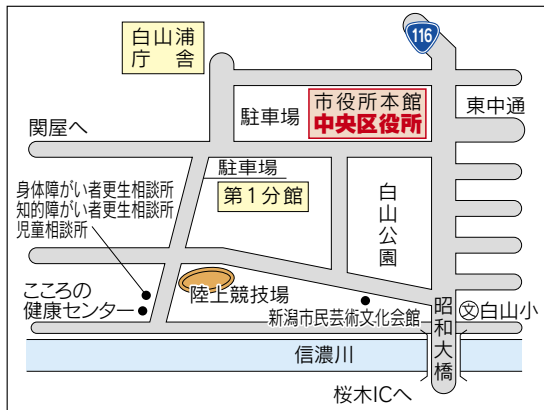 116
白山浦
庁舎
駐車場
市役所本館
中央区役所
東中通
関屋へ
駐車場
第1分館
身体障がい者更生相談所
知的障がい者更生相談所
児童相談所
白山公園
こころの
健康センター
陸上競技場
新潟市民芸術文化会館
昭和大橋
文白山小
信濃川
桜木ICへ